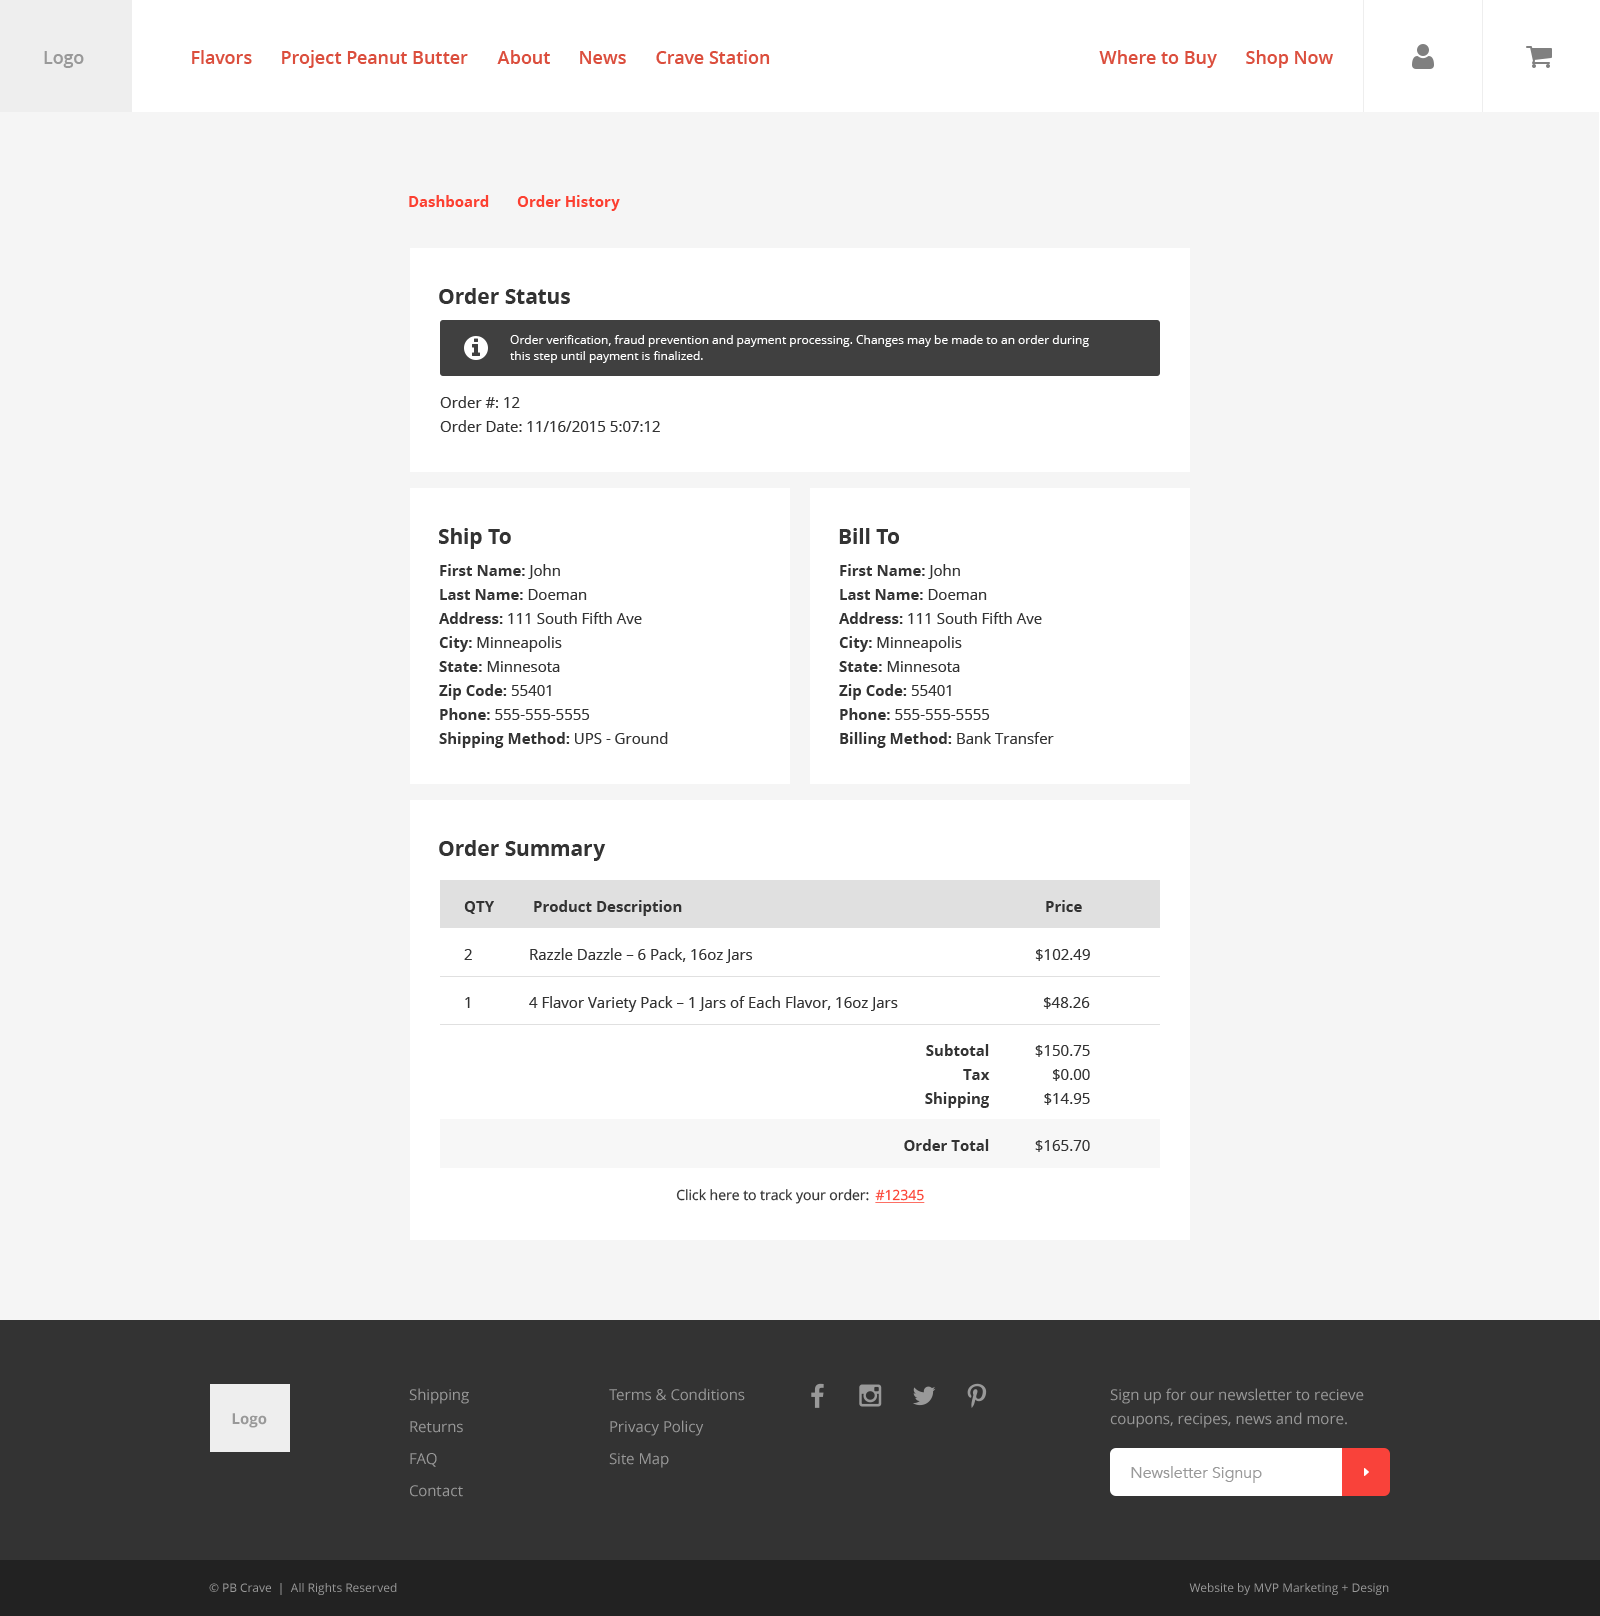 Logo
Flavors Project Peanut Butter About News Crave Station Where to Buy Shop Now
Dashboard Order History
Order Status
Order verification, fraud prevention and payment processing. Changes may be made to an order during
this step until payment is finalized.
Order #: 12
Order Date: 11/16/2015 5:07:12
Ship To
First Name: John
Last Name: Doeman
Address: 111 South Fifth Ave
City: Minneapolis
State: Minnesota
Zip Code: 55401
Phone: 555-555-5555
Shipping Method: UPS - Ground
Bill To
First Name: John
Last Name: Doeman
Address: 111 South Fifth Ave
City: Minneapolis
State: Minnesota
Zip Code: 55401
Phone: 555-555-5555
Billing Method: Bank Transfer
Order Summary
QTY Product Description Price
2 Razzle Dazzle – 6 Pack, 16oz Jars $102.49
1 4 Flavor Variety Pack – 1 Jars of Each Flavor, 16oz Jars $48.26
Subtotal $150.75
Tax $0.00
Shipping $14.95
Order Total $165.70
Click here to track your order: #12345
Logo
Shipping
Returns
FAQ
Contact
Terms & Conditions
Privacy Policy
Site Map
Sign up for our newsletter to recieve
coupons, recipes, news and more.
Newsletter Signup
© PB Crave | All Rights Reserved
Website by MVP Marketing + Design